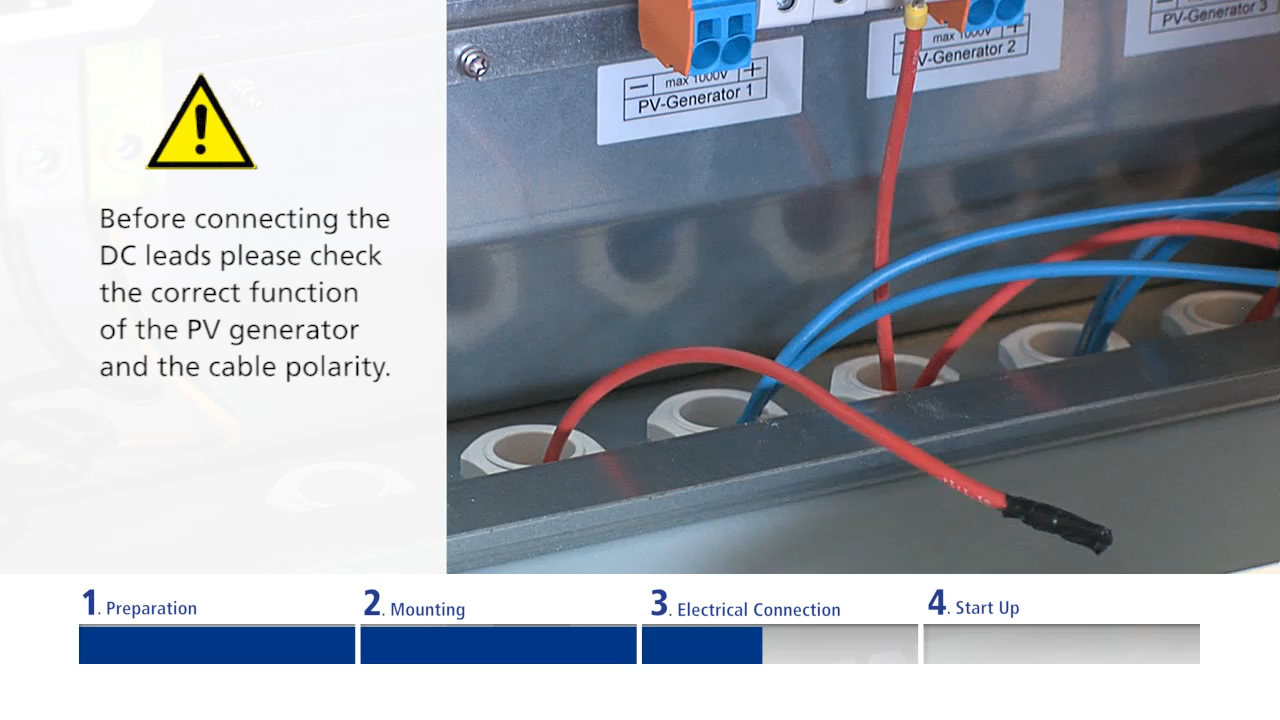 Before connecting the
DC leads please check
the correct function
of the PV generator
and the cable polarity.
− max 1000V +
PV-Generator 1
− max 1000V +
V-Generator 2
PV-Generator 3
1. Preparation
2. Mounting
3. Electrical Connection
4. Start Up